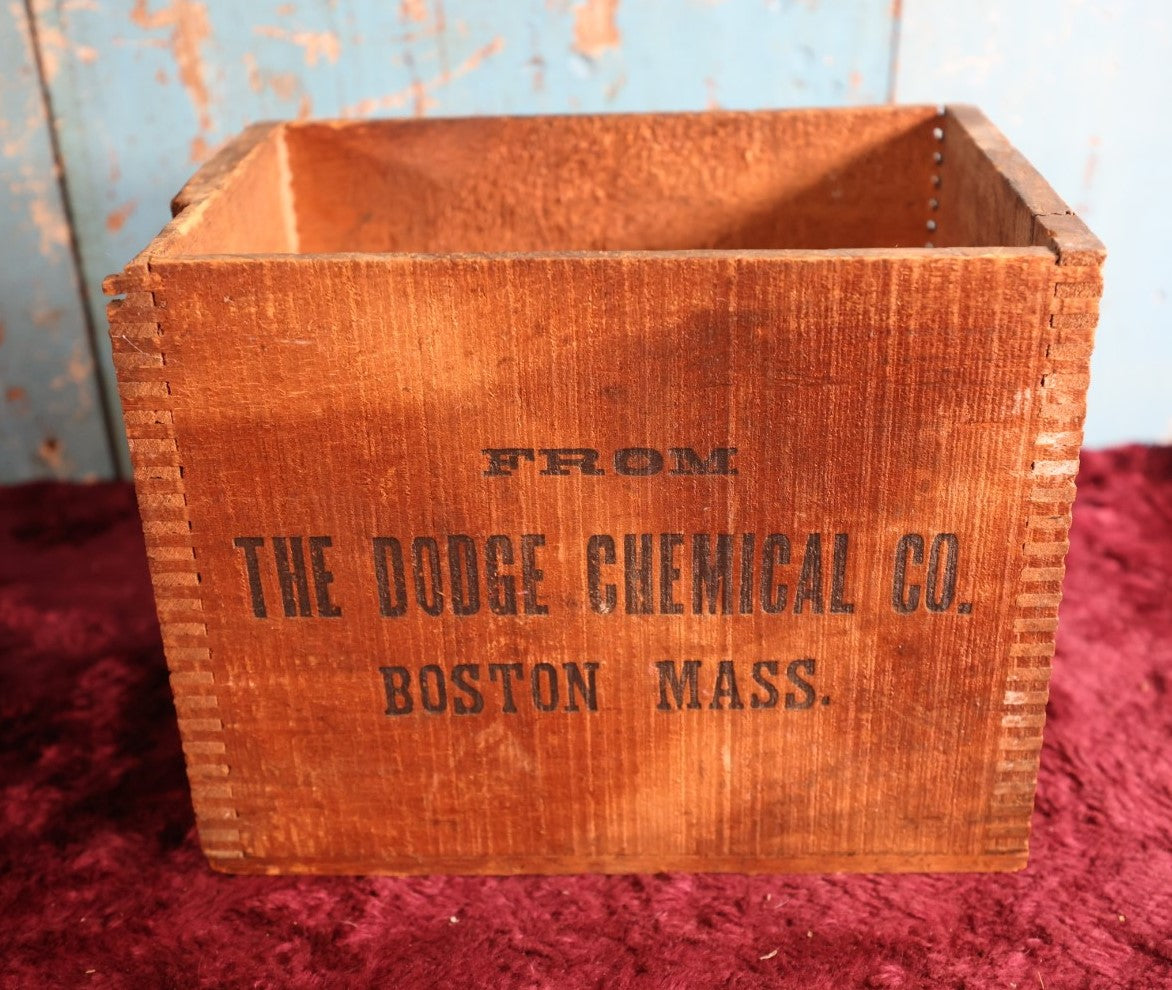 FROM
THE DODGE CHEMICAL CO.
BOSTON MASS.